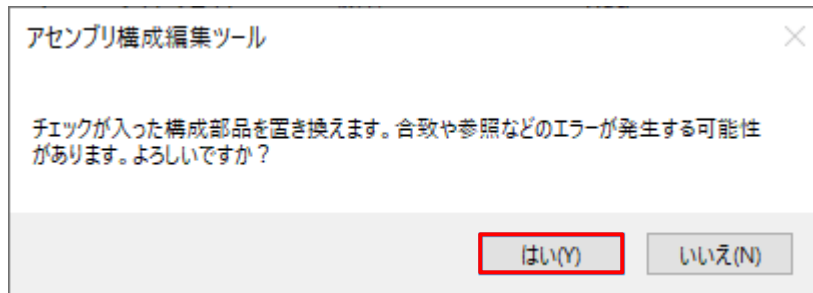 アセンブリ構成編集ツール
チェックが入った構成部品を置き換えます。合致や参照などのエラーが発生する可能性
があります。よろしいですか？
はい(Y)
いいえ(N)